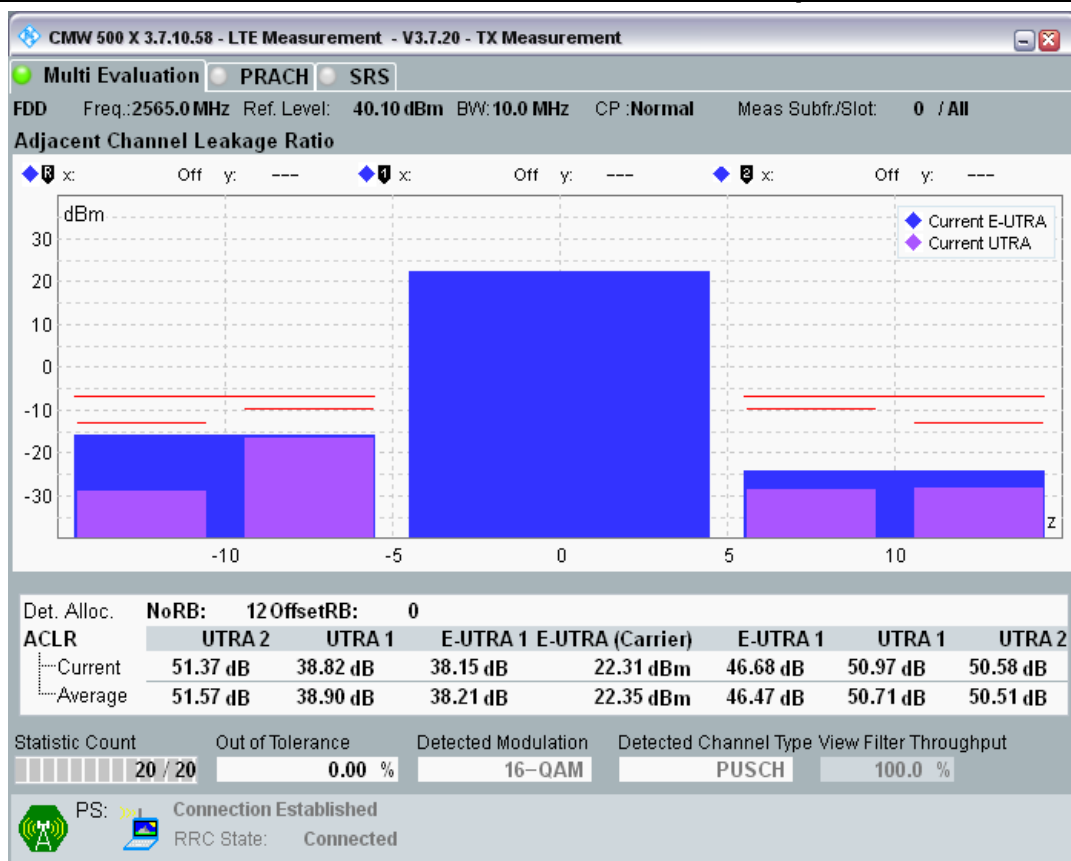 CMW 500 X 3.7.10.58 - LTE Measurement - V3.7.20 - TX Measurement
Multi Evaluation PRACH SRS
FDD Freq.:2565.0 MHz Ref. Level: 40.10 dBm BW:10.0 MHz CP :Normal Meas Subfr./Slot: 0 / All
Adjacent Channel Leakage Ratio
R x: Off y: --- 1 x: Off y: --- 2 x: Off y: ---
dBm
Current E-UTRA
Current UTRA
30
20
10
0
-10
-20
-30
z
-10 -5 0 5 10
Det. Alloc. NoRB: 12 OffsetRB: 0
ACLR UTRA 2 UTRA 1 E-UTRA 1 E-UTRA (Carrier) E-UTRA 1 UTRA 1 UTRA 2
Current 51.37 dB 38.82 dB 38.15 dB 22.31 dBm 46.68 dB 50.97 dB 50.58 dB
Average 51.57 dB 38.90 dB 38.21 dB 22.35 dBm 46.47 dB 50.71 dB 50.51 dB
Statistic Count Out of Tolerance Detected Modulation Detected Channel Type View Filter Throughput
20 / 20 0.00 % 16-QAM PUSCH 100.0 %
PS: Connection Established
RRC State: Connected